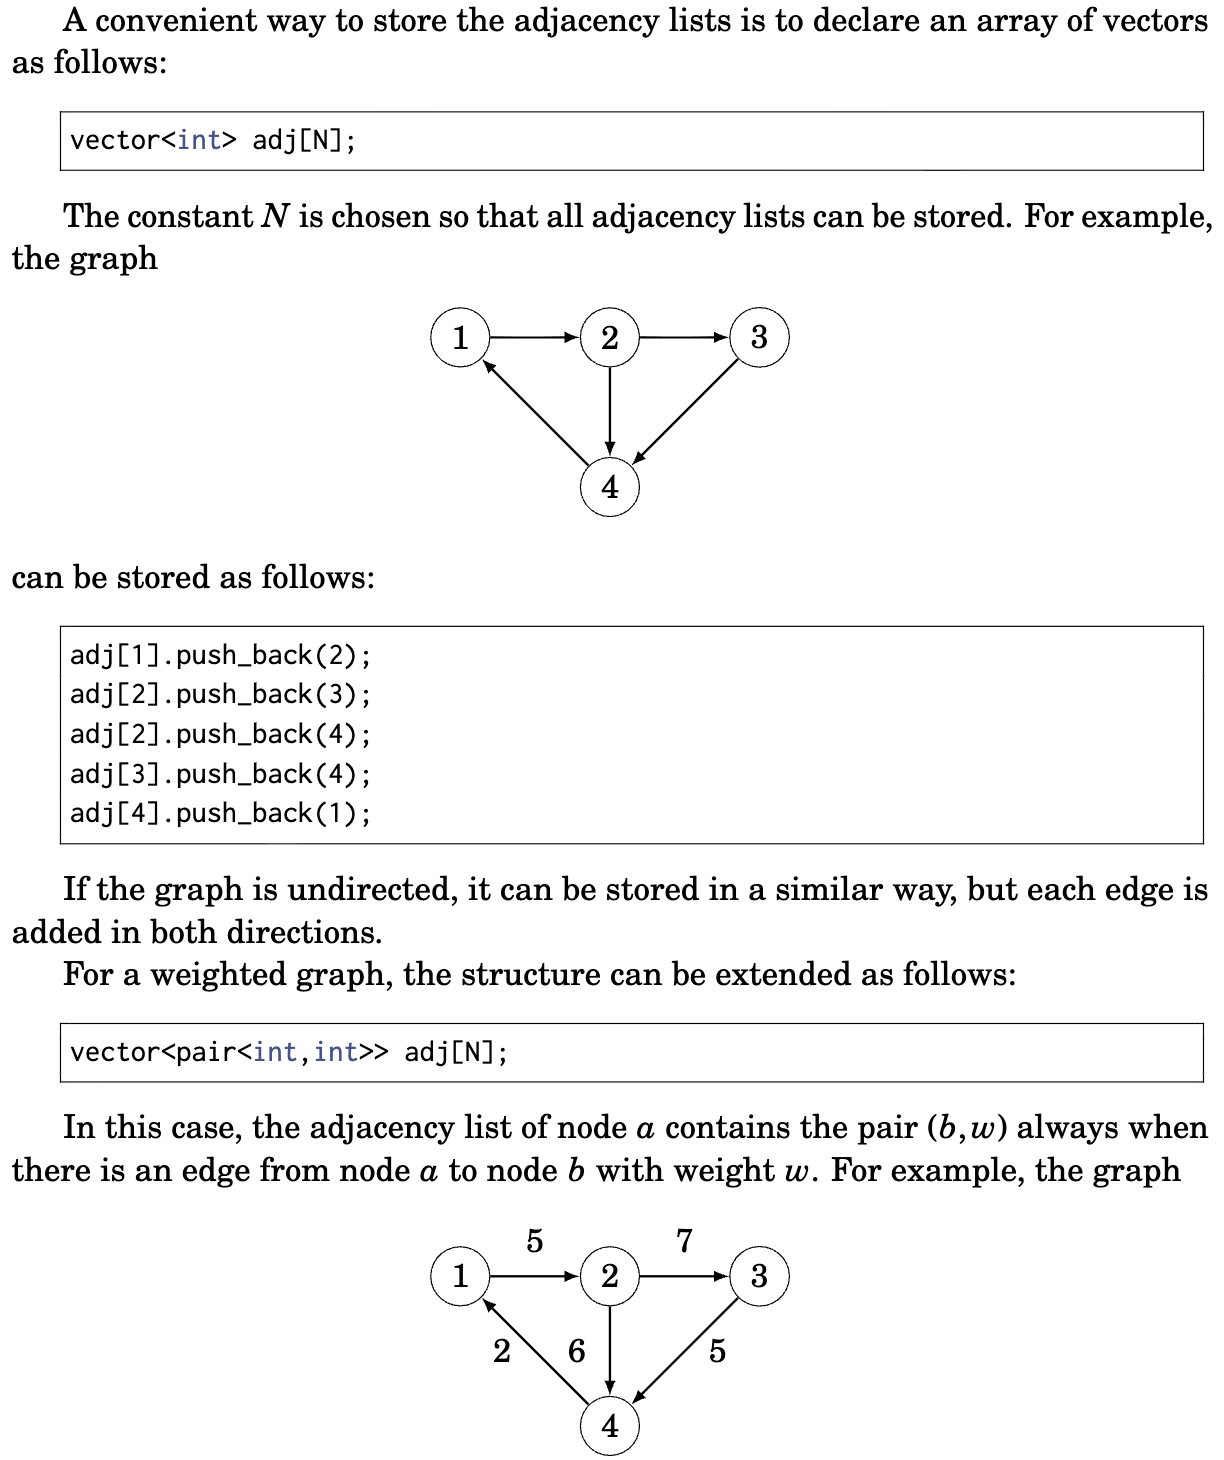 A convenient way to store the adjacency lists is to declare an array of vectors
as follows:
vector<int> adj[N];
The constant N is chosen so that all adjacency lists can be stored. For example,
the graph
1 2 3
4
can be stored as follows:
adj[1].push_back(2);
adj[2].push_back(3);
adj[2].push_back(4);
adj[3].push_back(4);
adj[4].push_back(1);
If the graph is undirected, it can be stored in a similar way, but each edge is
added in both directions.
For a weighted graph, the structure can be extended as follows:
vector<pair<int,int>> adj[N];
In this case, the adjacency list of node a contains the pair (b,w) always when
there is an edge from node a to node b with weight w. For example, the graph
5 7
1 2 3
2 6 5
4